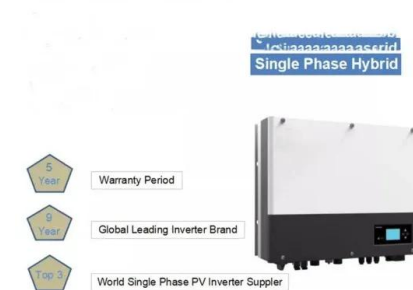 Single Phase Hybrid
5
Year
Warranty Period
9
Year
Global Leading Inverter Brand
Top 3
World Single Phase PV Inverter Suppler